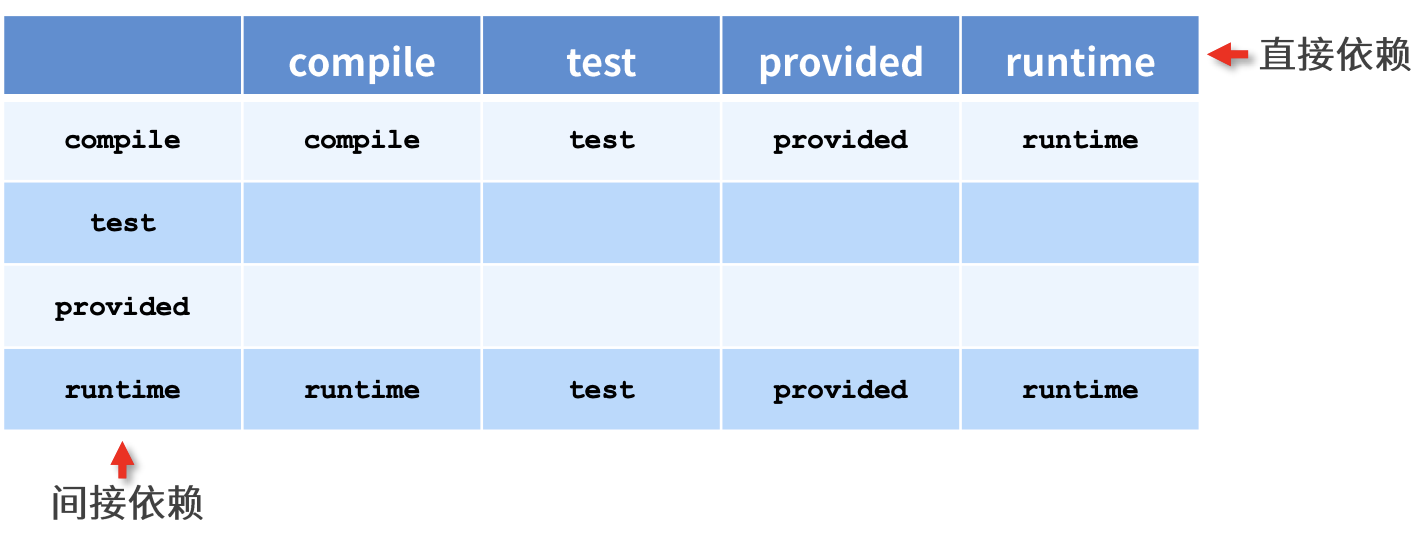 compile test provided runtime 直接依赖
compile compile test provided runtime
test
provided
runtime runtime test provided runtime
间接依赖